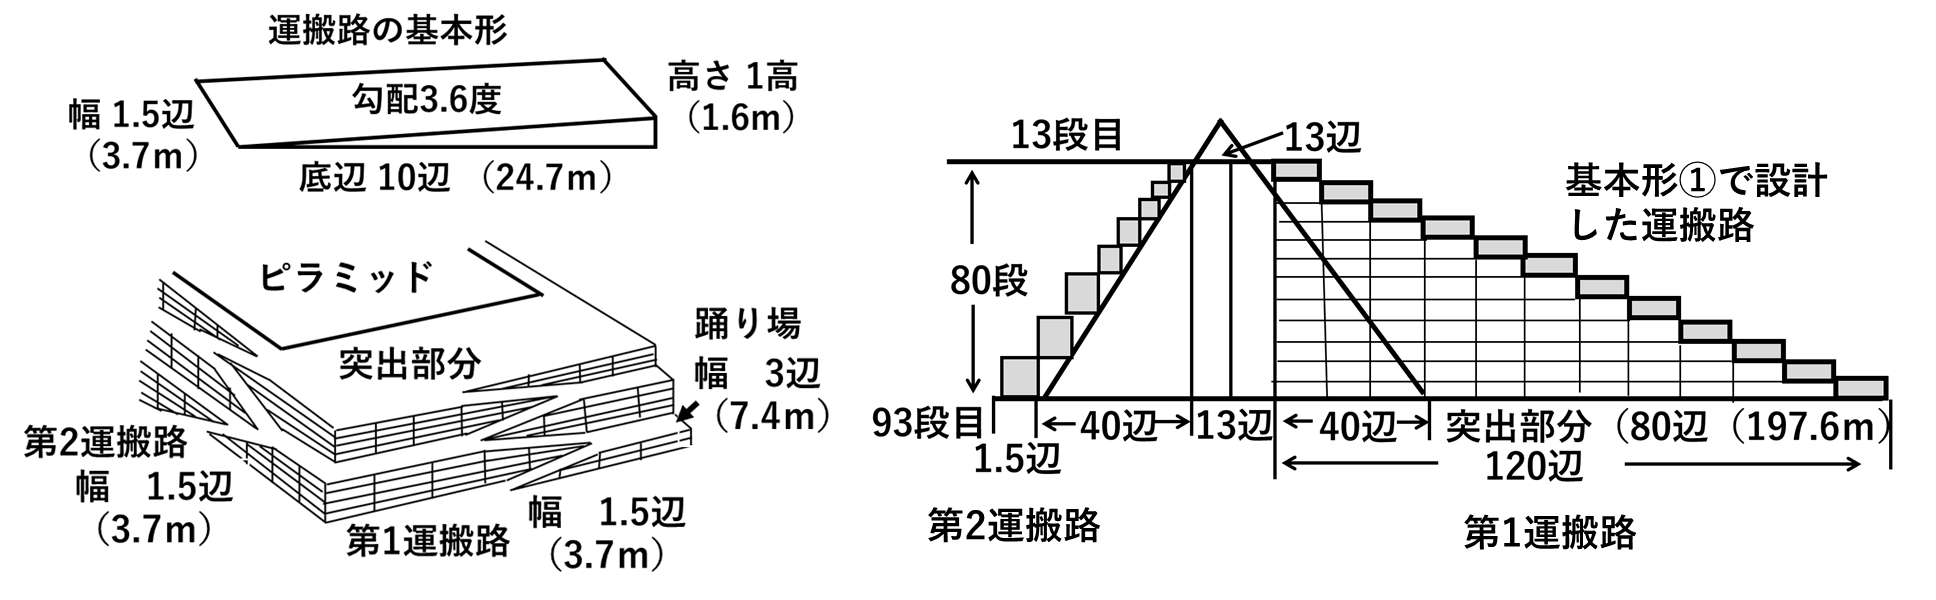 運搬路の基本形
勾配3.6度
高さ 1高
（1.6m）
幅 1.5辺
（3.7m）
底辺 10辺 （24.7m）
ピラミッド
突出部分
踊り場
幅　3辺
（7.4m）
第2運搬路
幅　1.5辺
（3.7m）
第1運搬路
幅　1.5辺
（3.7m）
13段目
13辺
基本形①で設計
した運搬路
80段
93段目
40辺
13辺
40辺
突出部分 （80辺（197.6m）
1.5辺
120辺
第2運搬路
第1運搬路